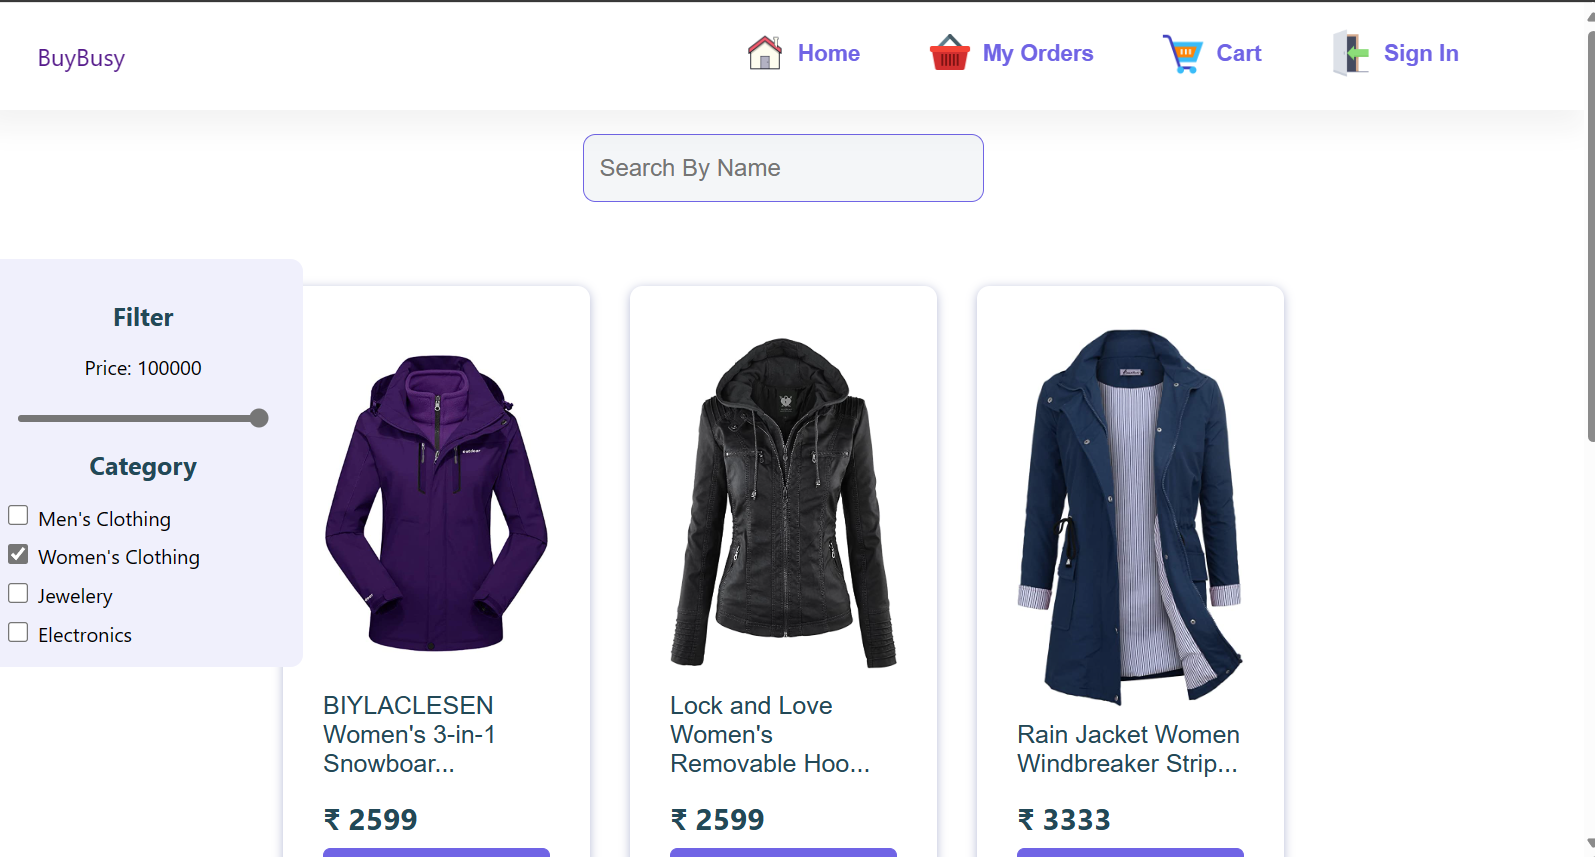 BuyBusy
Home
My Orders
Cart
Sign In
Search By Name
Filter
Price: 100000
Category
Men's Clothing
Women's Clothing
Jewelery
Electronics
BIYLACLESEN
Women's 3-in-1
Snowboar...
₹ 2599
Lock and Love
Women's
Removable Hoo...
₹ 2599
Rain Jacket Women
Windbreaker Strip...
₹ 3333